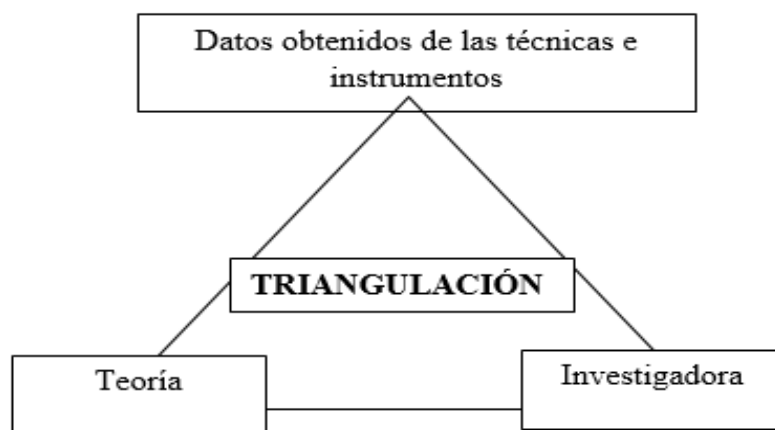 Datos obtenidos de las técnicas e
instrumentos
TRIANGULACIÓN
Teoría
Investigadora